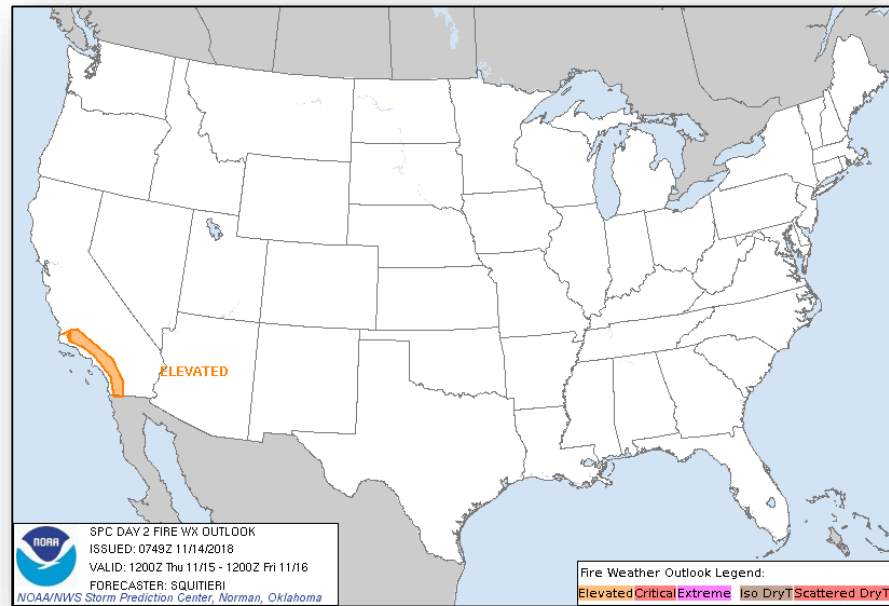 ELEVATED
NOAA
SPC DAY 2 FIRE WX OUTLOOK
ISSUED: 0749Z 11/14/2018
VALID: 1200Z Thu 11/15 - 1200Z Fri 11/16
FORECASTER: SQUITIERI
NOAA/NWS Storm Prediction Center, Norman, Oklahoma
Fire Weather Outlook Legend:
Elevated Critical Extreme Iso DryT Scattered DryT